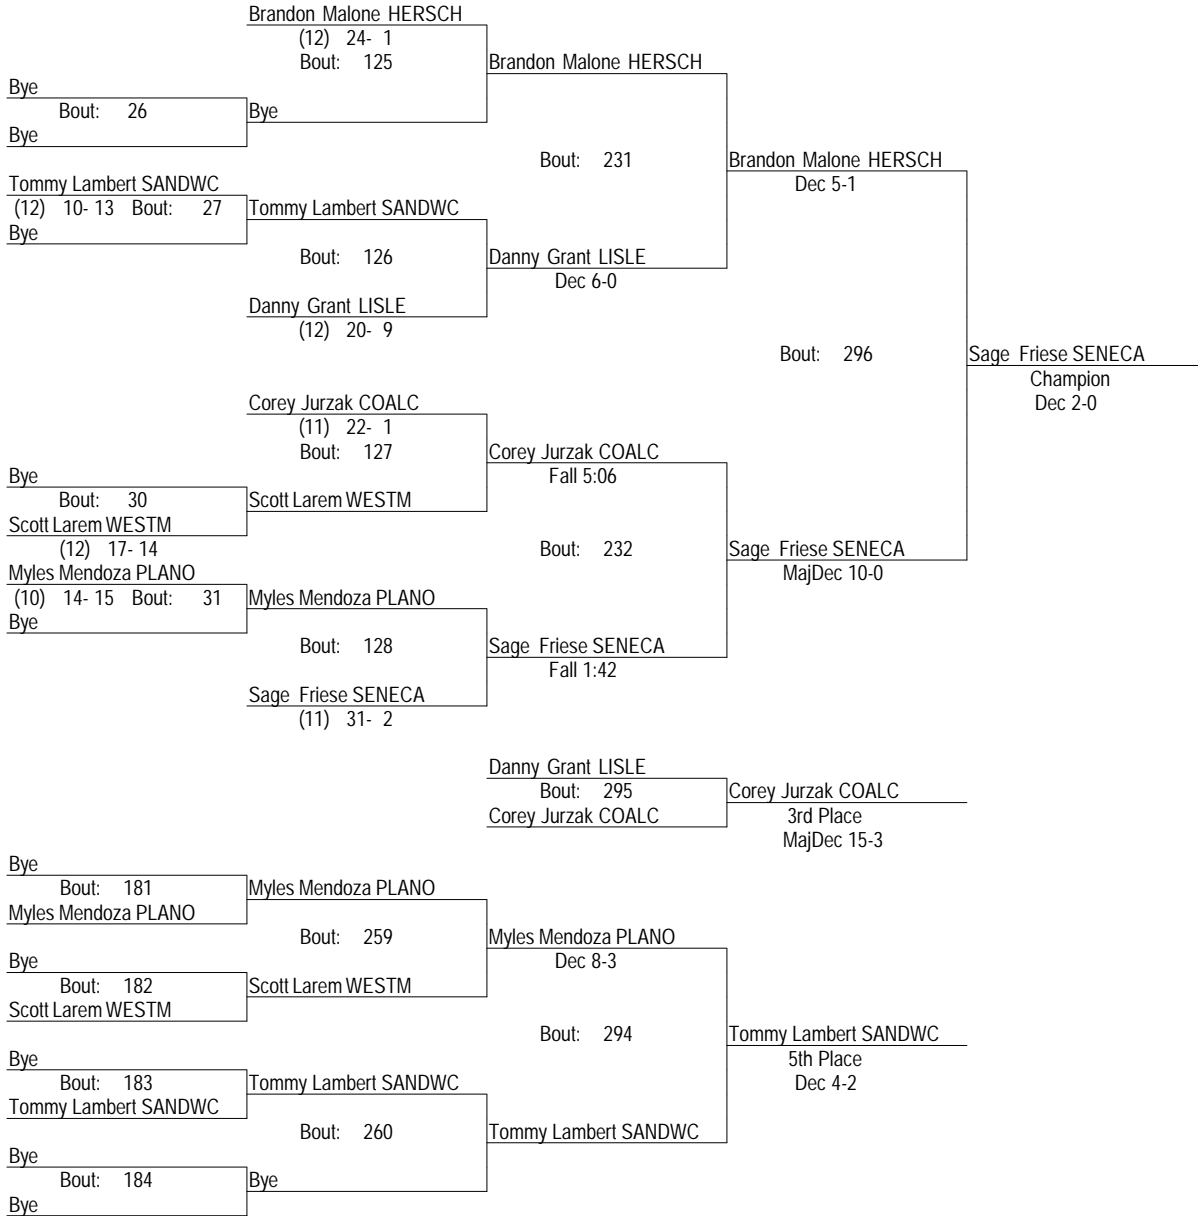 Brandon Malone HERSCH
(12) 24- 1
Bout: 125
Brandon Malone HERSCH
Bye
Bout: 26
Bye
Bye
Bout: 231
Brandon Malone HERSCH
Dec 5-1
Tommy Lambert SANDWC
(12) 10- 13 Bout: 27
Tommy Lambert SANDWC
Bye
Bout: 126
Danny Grant LISLE
Dec 6-0
Danny Grant LISLE
(12) 20- 9
Bout: 296
Sage Friese SENECA
Champion
Dec 2-0
Corey Jurzak COALC
(11) 22- 1
Bout: 127
Corey Jurzak COALC
Fall 5:06
Bye
Bout: 30
Scott Larem WESTM
Scott Larem WESTM
(12) 17- 14
Bout: 232
Sage Friese SENECA
MajDec 10-0
Myles Mendoza PLANO
(10) 14- 15 Bout: 31
Myles Mendoza PLANO
Bye
Bout: 128
Sage Friese SENECA
Fall 1:42
Sage Friese SENECA
(11) 31- 2
Danny Grant LISLE
Bout: 295
Corey Jurzak COALC
Corey Jurzak COALC
3rd Place
MajDec 15-3
Bye
Bout: 181
Myles Mendoza PLANO
Myles Mendoza PLANO
Bout: 259
Myles Mendoza PLANO
Dec 8-3
Bye
Bout: 182
Scott Larem WESTM
Scott Larem WESTM
Bout: 294
Tommy Lambert SANDWC
5th Place
Dec 4-2
Bye
Bout: 183
Tommy Lambert SANDWC
Tommy Lambert SANDWC
Bout: 260
Tommy Lambert SANDWC
Bye
Bout: 184
Bye
Bye